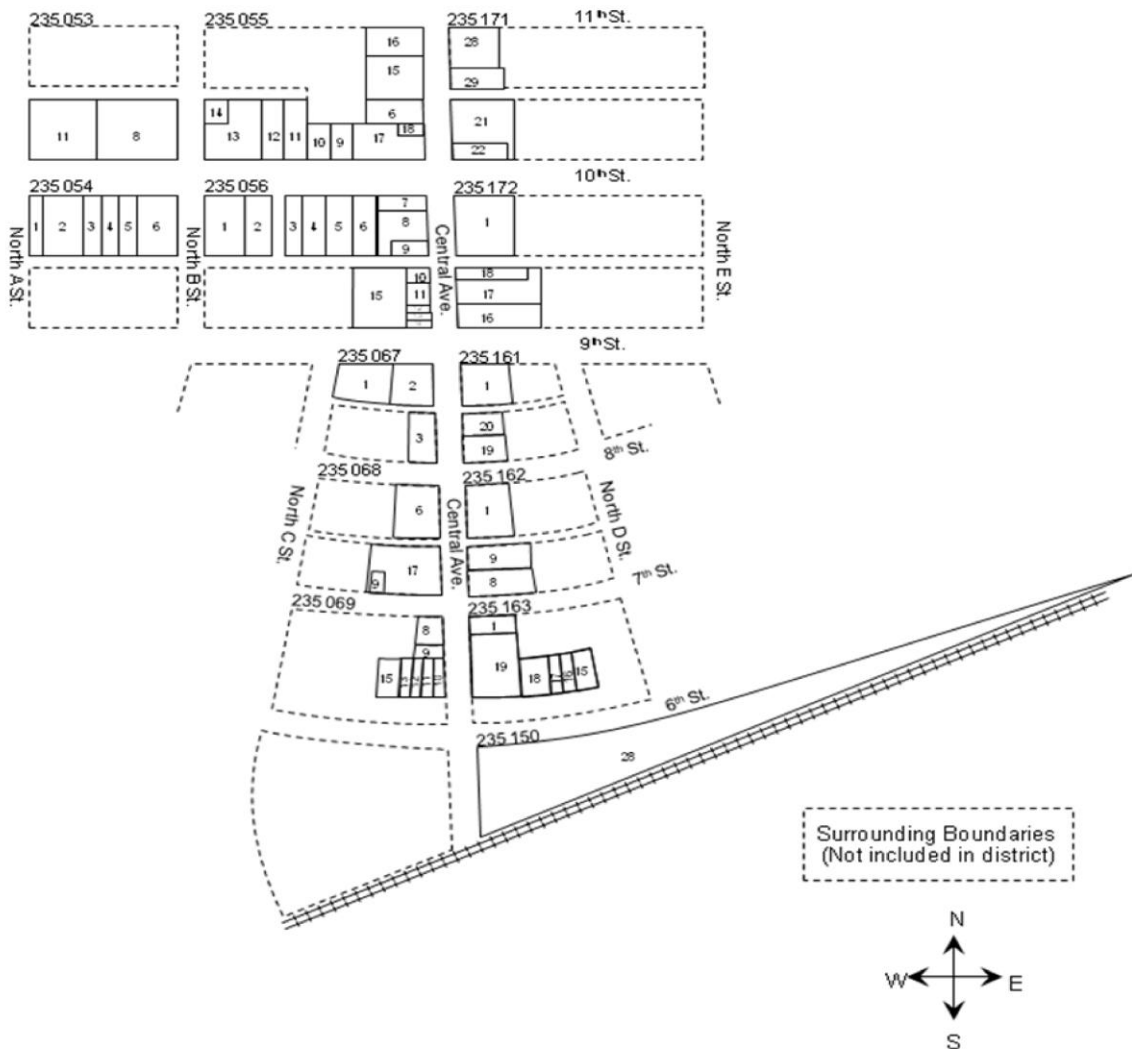 235 053 235 055 235 171 11th St.
16 28
15 29
11 8 14 13 12 11 10 9 17 6 18 21 22
10th St.
235 054 235 056 235 172
1 2 3 4 5 6 1 2 3 4 5 6 7 8 9 1
North A St.
North B St.
Central Ave.
North E St.
15 10 11 18 17 16
9th St.
235 067 235 161
1 2 1
3 20 19
8th St.
235 068 235 162
6 1
North C St.
Central Ave.
North D St.
9 17 9 8
7th St.
235 069 235 163
8 1
9 19
15 13 12 11 10 18 17 16 15
6th St.
235 150
28
Surrounding Boundaries
(Not included in district)
N
W E
S